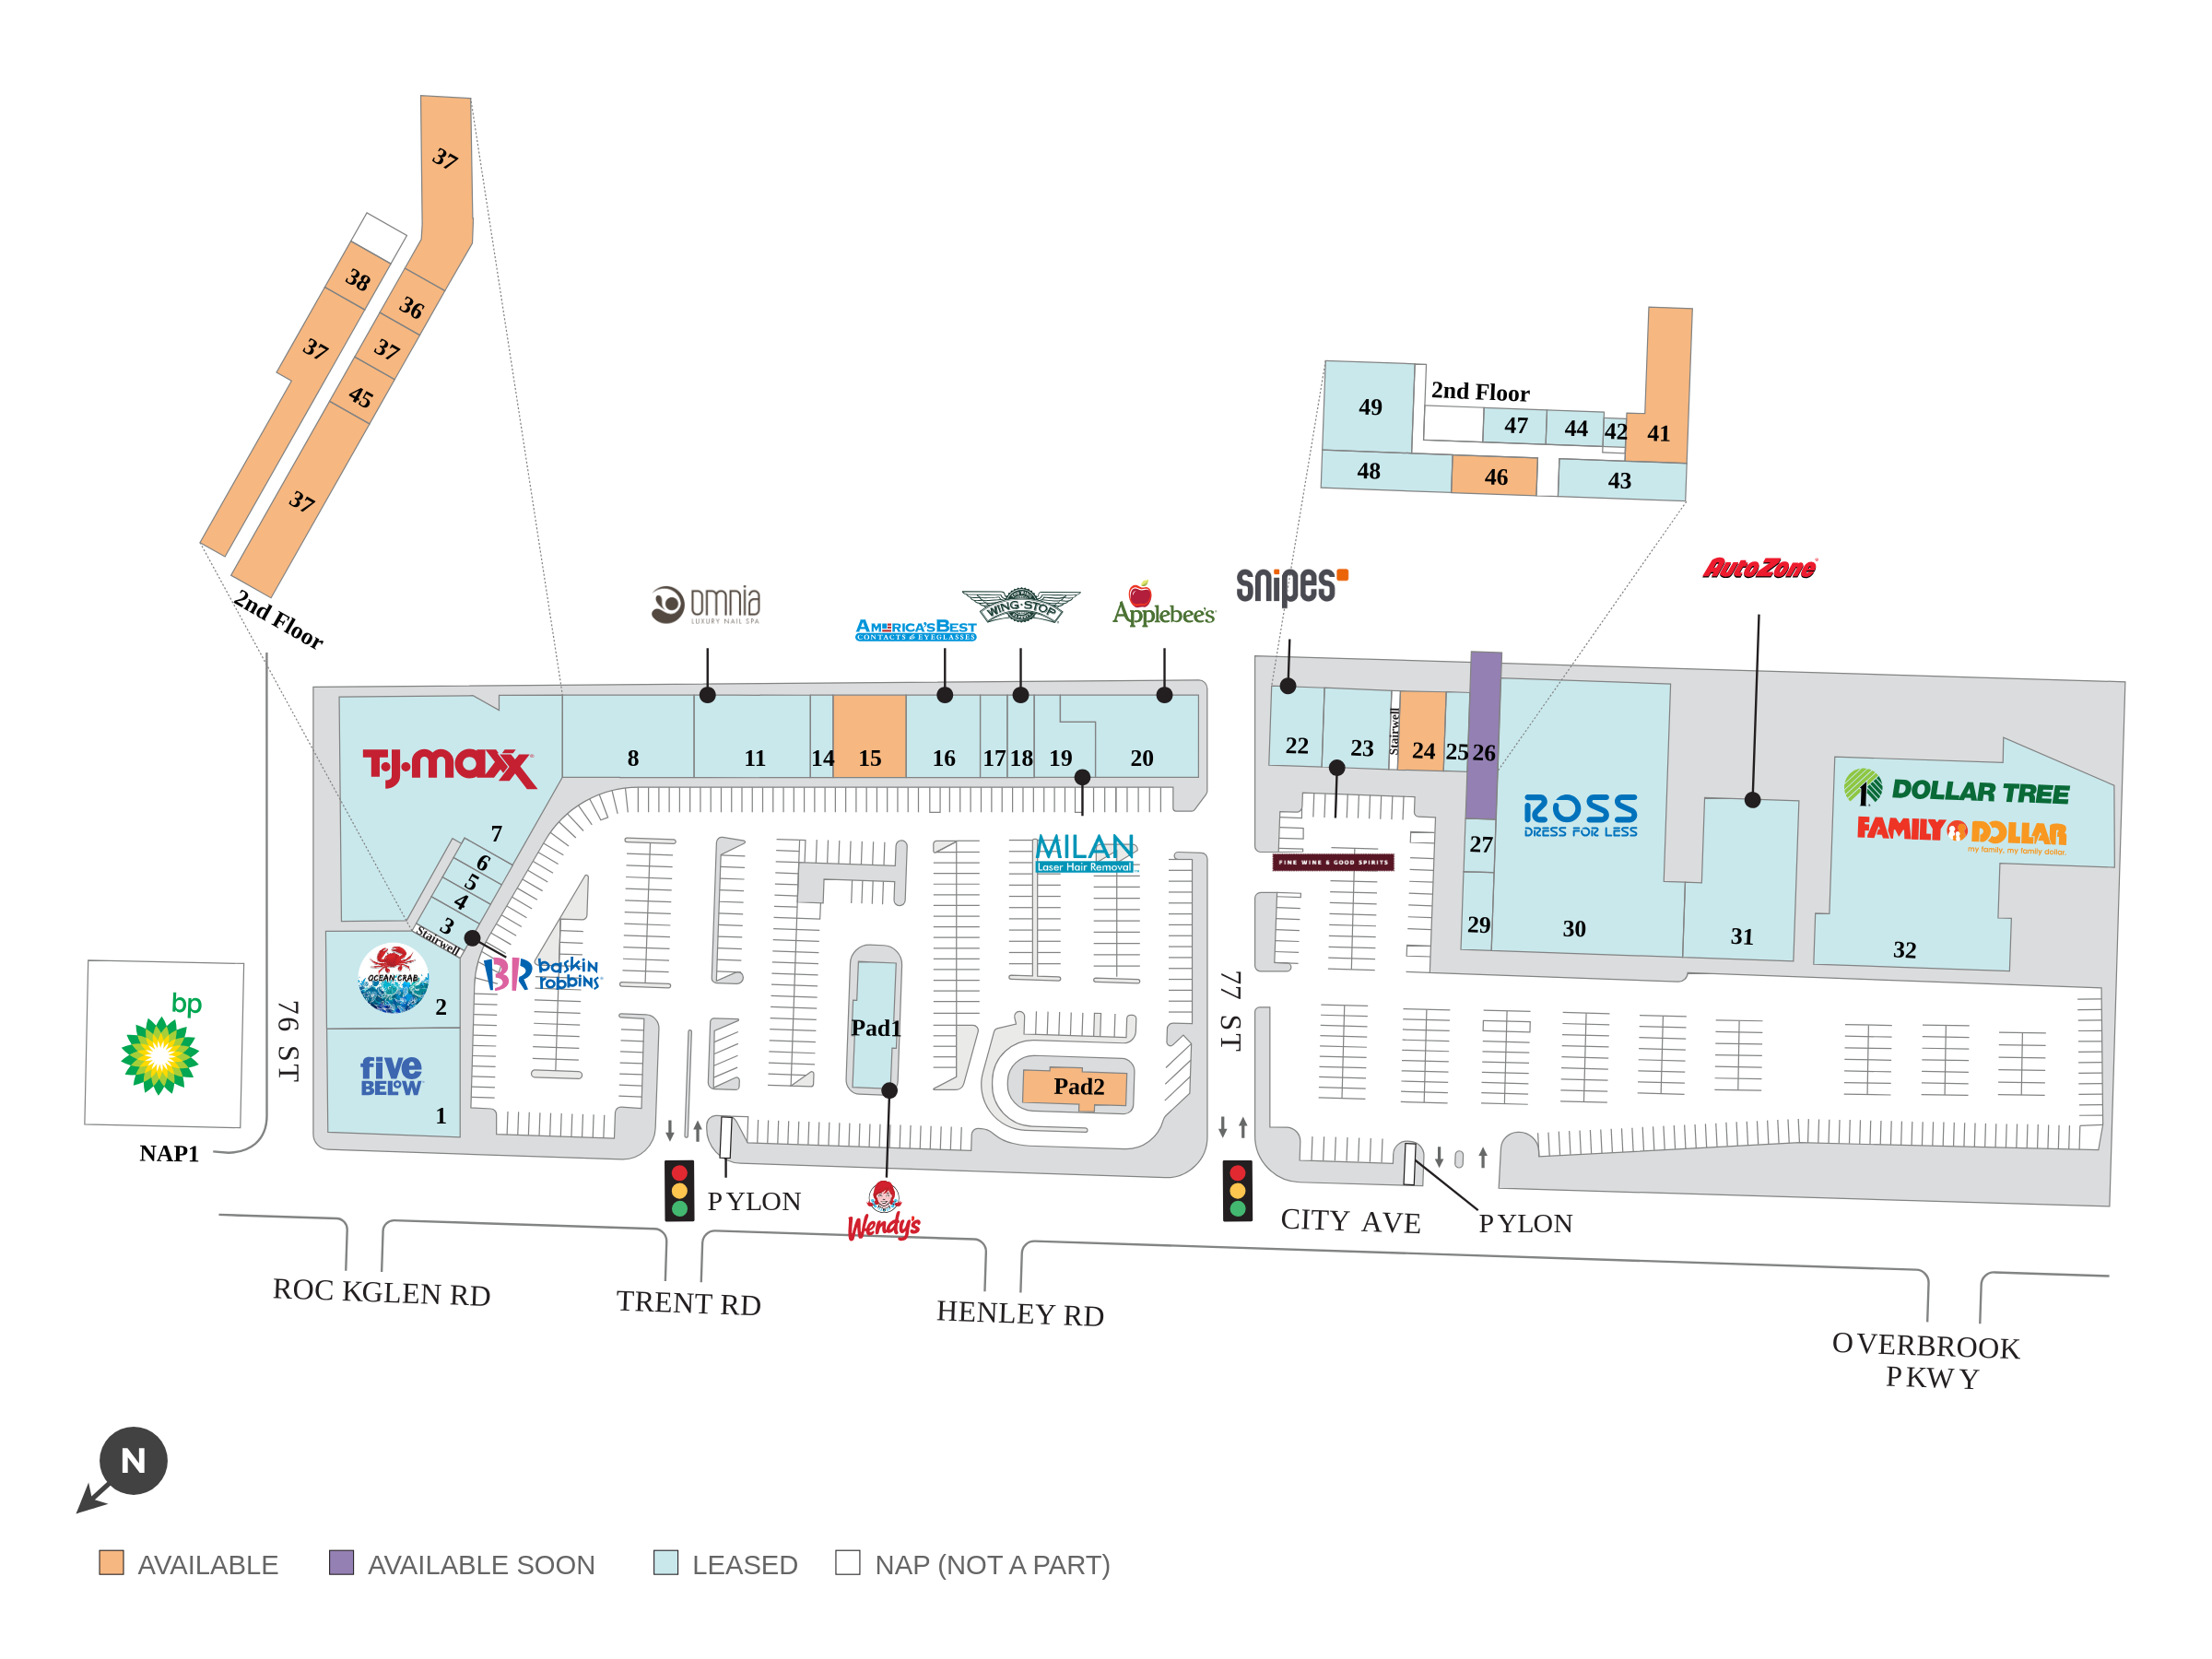 37
38
36
37
37
45
37
2nd Floor
49
2nd Floor
47
44
42
41
48
46
43
OMNIA
LUXURY NAIL SPA
AMERICA'S BEST
CONTACTS & EYEGLASSES
WING·STOP
Applebee's
snipes
AutoZone
T·J·maxx
8
11
14
15
16
17
18
19
20
22
23
Stairwell
24
25
26
7
6
5
4
3
Stairwell
MILAN
Laser Hair Removal
FINE WINE & GOOD SPIRITS
27
29
ROSS
DRESS FOR LESS
30
31
DOLLAR TREE
FAMILY DOLLAR
my family, my family dollar.
32
OCEAN CRAB
2
BR baskin
robbins
five
BELOW
1
bp
NAP1
76 ST
77 ST
Pad1
Pad2
PYLON
Wendy's
CITY AVE
PYLON
ROC KGLEN RD
TRENT RD
HENLEY RD
OVERBROOK
PKWY
N
AVAILABLE
AVAILABLE SOON
LEASED
NAP (NOT A PART)